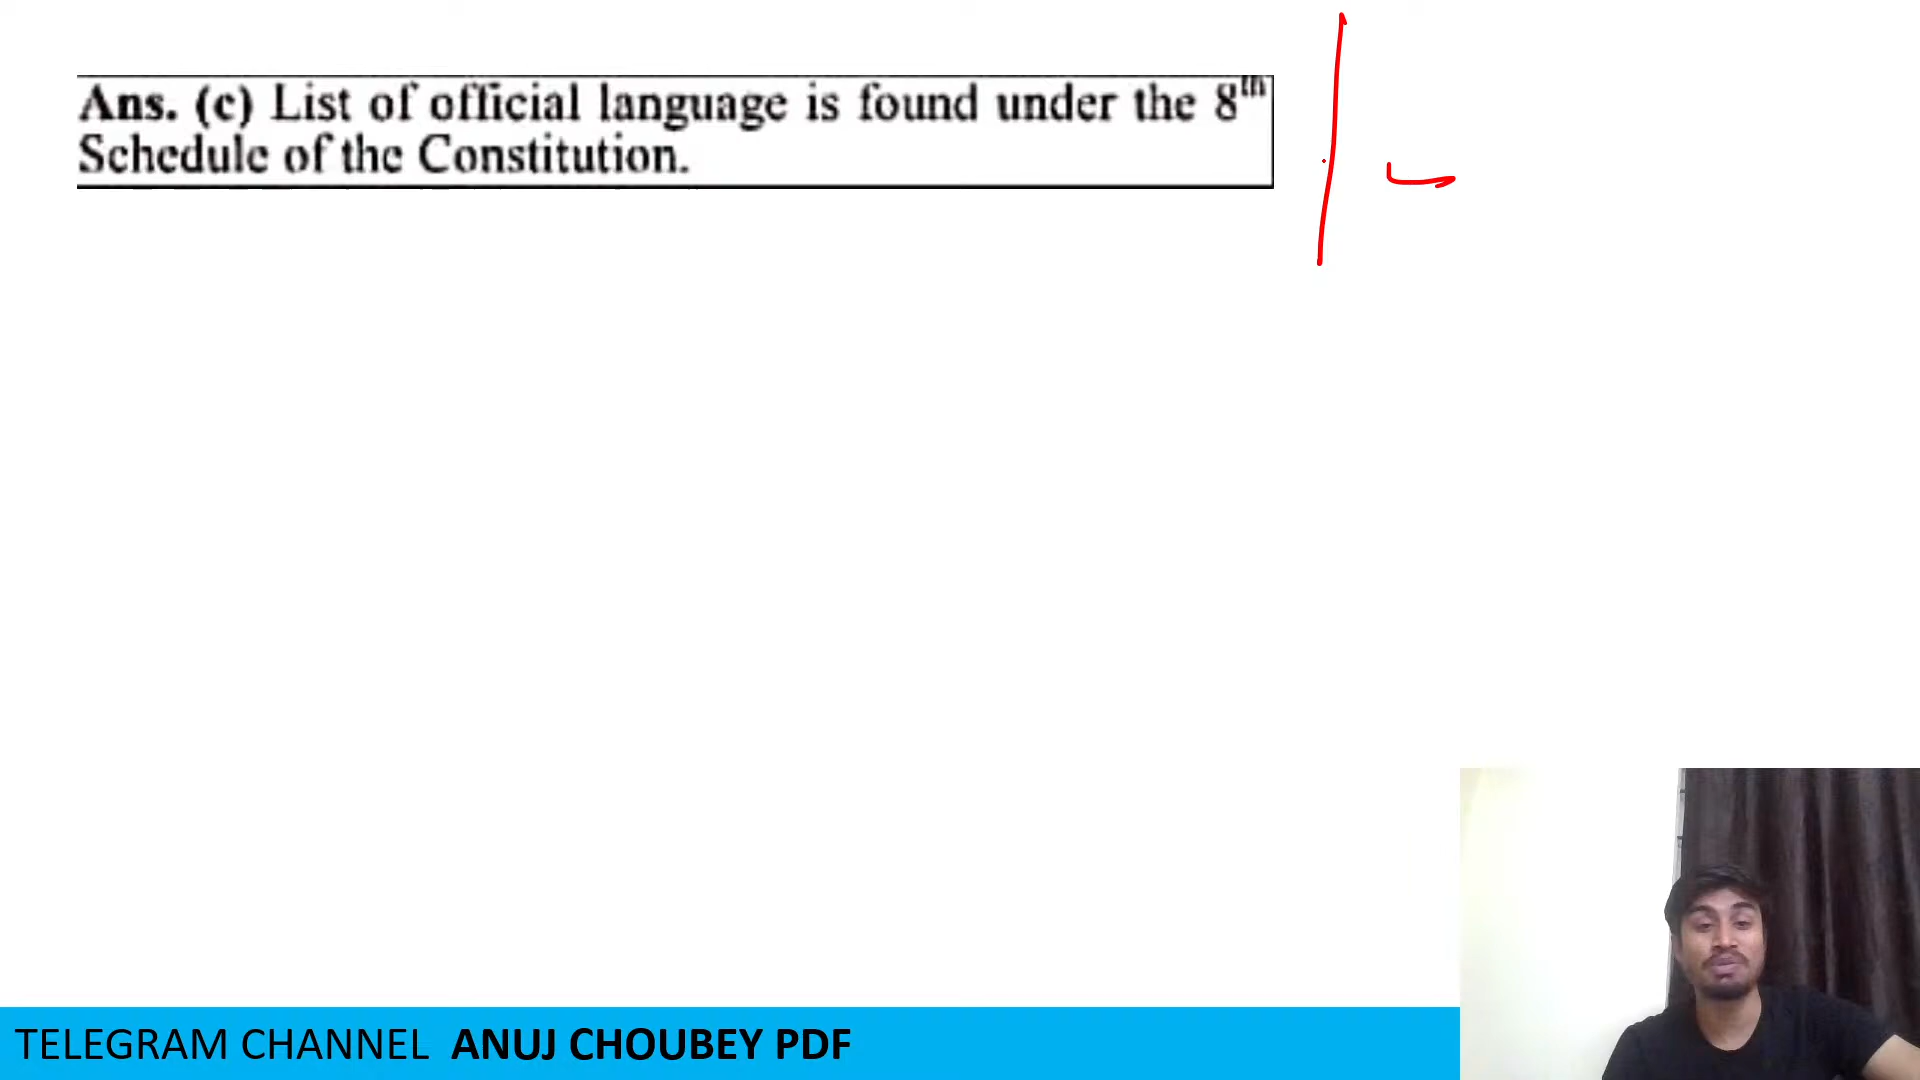 Ans. (c) List of official language is found under the 8th
Schedule of the Constitution.
TELEGRAM CHANNEL ANUJ CHOUBEY PDF